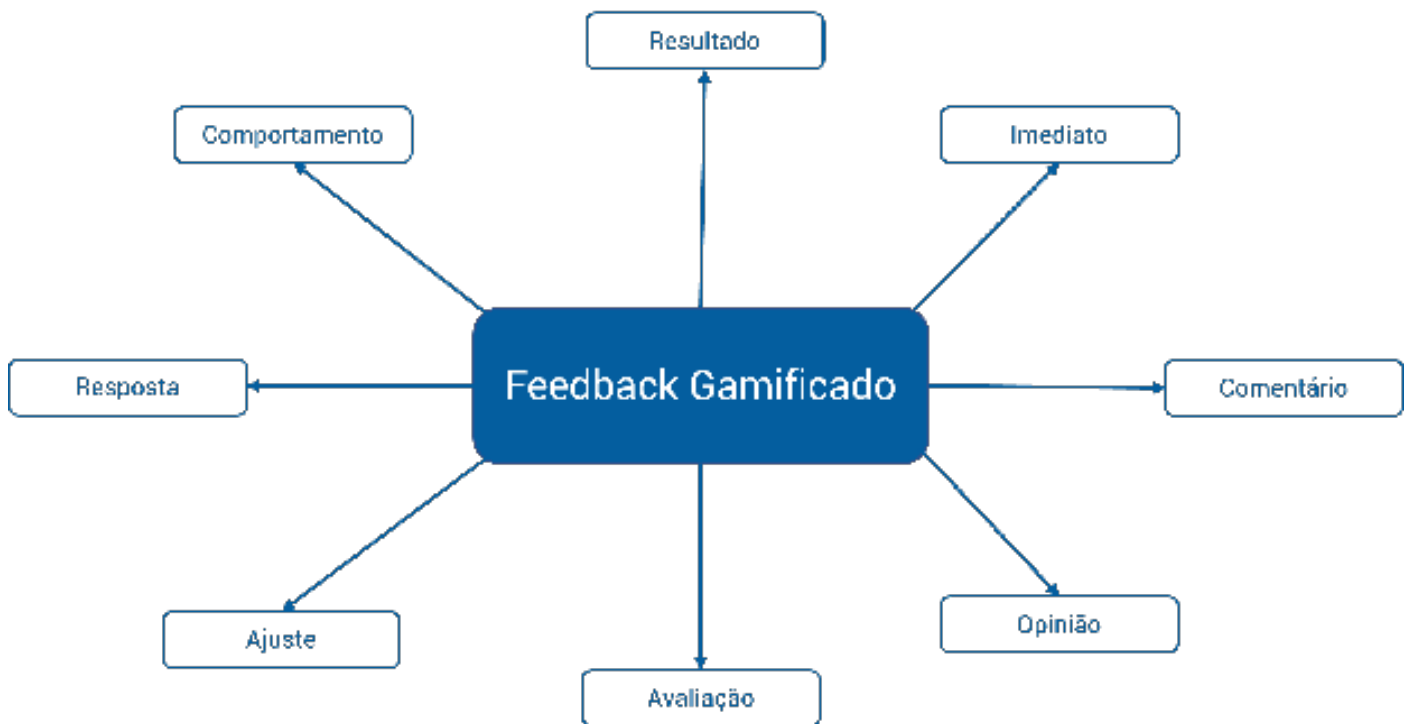 Resultado
Comportamento
Imediato
Resposta
Feedback Gamificado
Comentário
Ajuste
Opinião
Avaliação